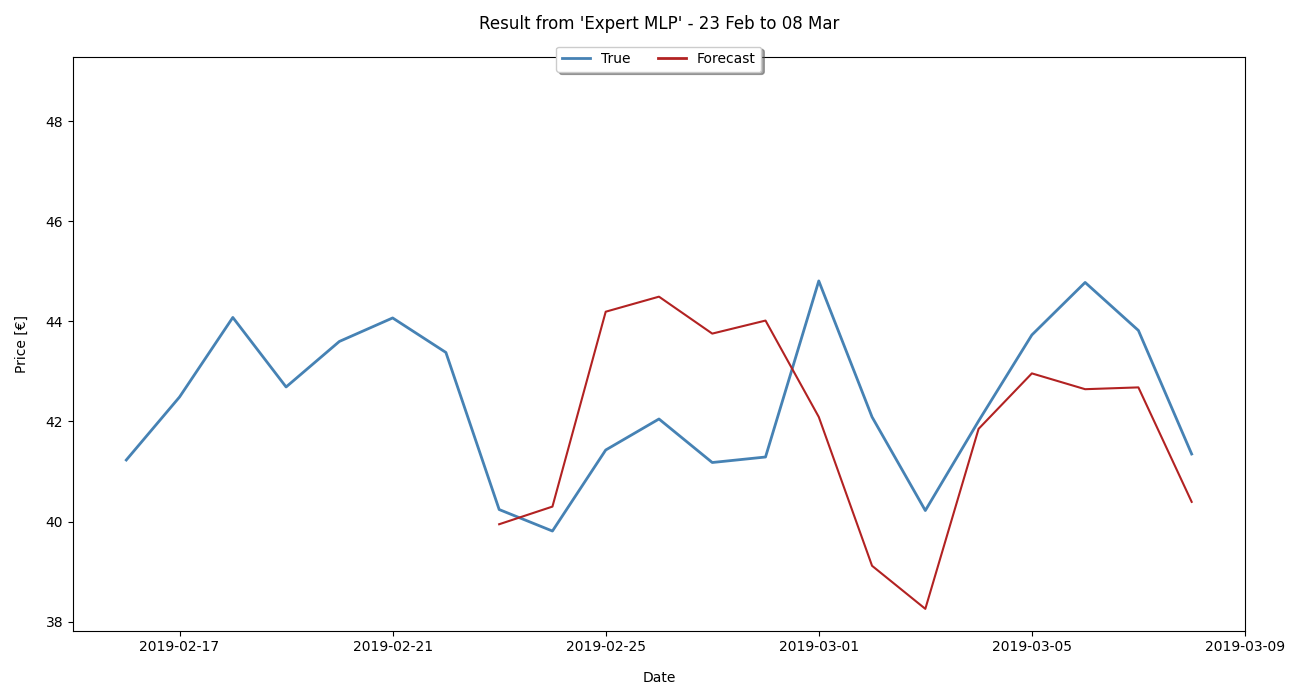 Result from 'Expert MLP' - 23 Feb to 08 Mar
True Forecast
48
46
44
42
40
38
Price [€]
2019-02-17 2019-02-21 2019-02-25 2019-03-01 2019-03-05 2019-03-09
Date